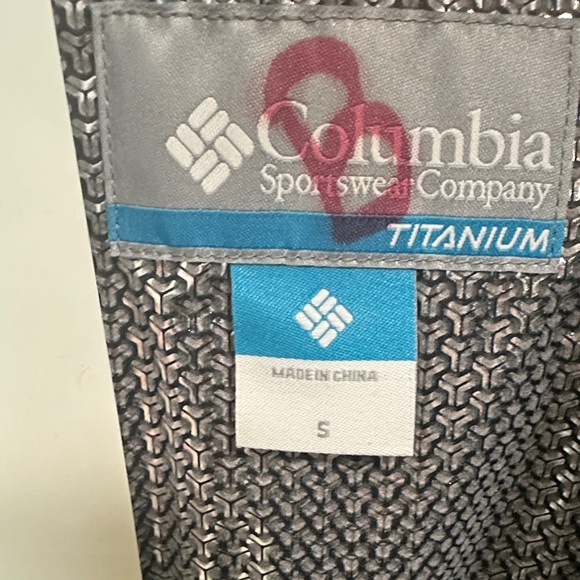 Columbia
Sportswear Company
TITANIUM
MADE IN CHINA
S